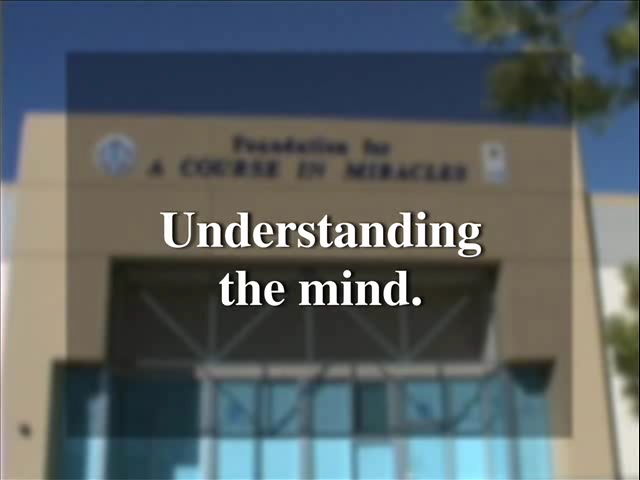 Foundation for
A COURSE IN MIRACLES
Understanding
the mind.